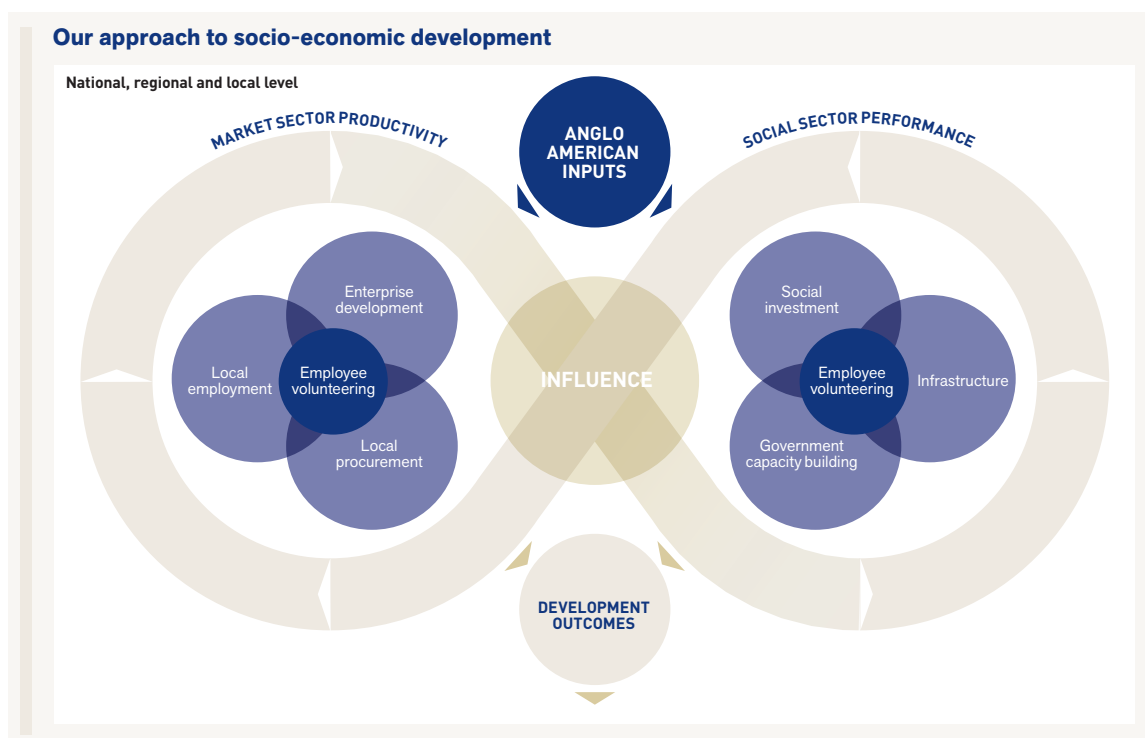 Our approach to socio-economic development
National, regional and local level
MARKET SECTOR PRODUCTIVITY
ANGLO
AMERICAN
INPUTS
SOCIAL SECTOR PERFORMANCE
Enterprise
development
Local
employment
Employee
volunteering
Local
procurement
INFLUENCE
Social
investment
Employee
volunteering
Infrastructure
Government
capacity building
DEVELOPMENT
OUTCOMES